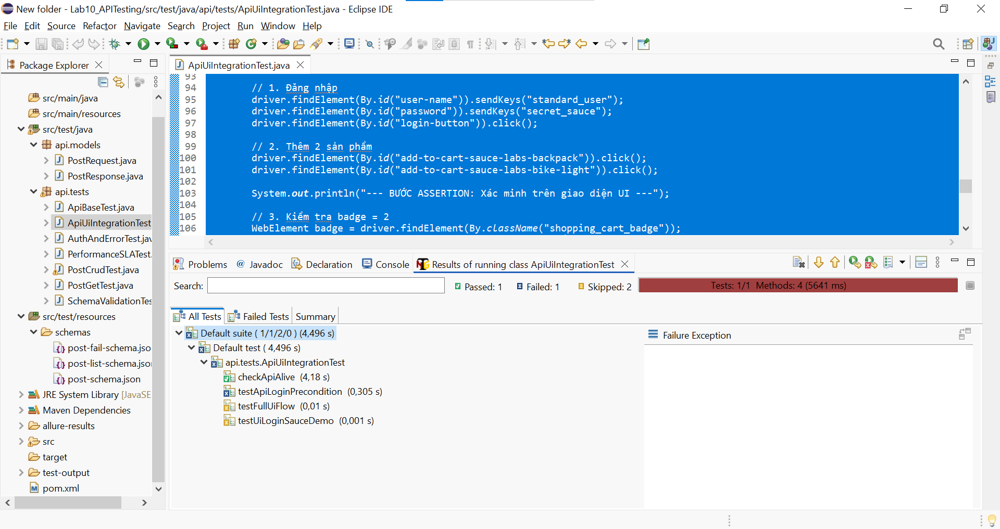 New folder - Lab10_APITesting/src/test/java/api/tests/ApiUiIntegrationTest.java - Eclipse IDE
File Edit Source Refactor Navigate Search Project Run Window Help
Package Explorer
src/main/java
src/main/resources
src/test/java
api.models
PostRequest.java
PostResponse.java
api.tests
ApiBaseTest.java
ApiUiIntegrationTest
AuthAndErrorTest.jav
PerformanceSLATest.
PostCrudTest.java
PostGetTest.java
SchemaValidationTes
src/test/resources
schemas
post-fail-schema.jso
post-list-schema.jso
post-schema.json
JRE System Library [JavaSE
Maven Dependencies
allure-results
src
target
test-output
pom.xml
ApiUiIntegrationTest.java
93
94 // 1. Đăng nhập
95 driver.findElement(By.id("user-name")).sendKeys("standard_user");
96 driver.findElement(By.id("password")).sendKeys("secret_sauce");
97 driver.findElement(By.id("login-button")).click();
98
99 // 2. Thêm 2 sản phẩm
100 driver.findElement(By.id("add-to-cart-sauce-labs-backpack")).click();
101 driver.findElement(By.id("add-to-cart-sauce-labs-bike-light")).click();
102
103 System.out.println("--- BƯỚC ASSERTION: Xác minh trên giao diện UI ---");
104
105 // 3. Kiểm tra badge = 2
106 WebElement badge = driver.findElement(By.className("shopping_cart_badge"));
Problems Javadoc Declaration Console Results of running class ApiUiIntegrationTest
Search: Passed: 1 Failed: 1 Skipped: 2 Tests: 1/1 Methods: 4 (5641 ms)
All Tests Failed Tests Summary
Default suite ( 1/1/2/0 ) (4,496 s)
Default test ( 4,496 s)
api.tests.ApiUiIntegrationTest
checkApiAlive (4,18 s)
testApiLoginPrecondition (0,305 s)
testFullUiFlow (0,01 s)
testUiLoginSauceDemo (0,001 s)
Failure Exception